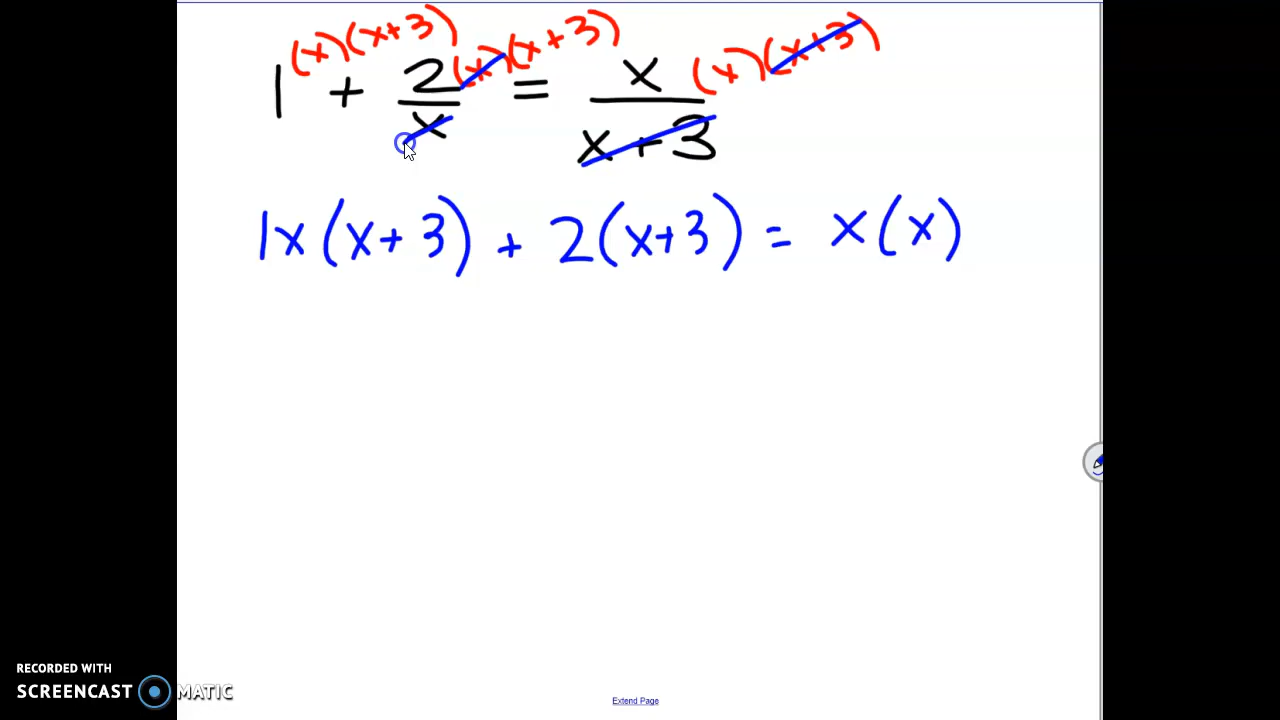 (x)(x+3) (x)(x+3) (x)(x+3)
1 + 2/x = x/(x+3)
1x(x+3) + 2(x+3) = x(x)
RECORDED WITH
SCREENCAST MATIC
Extend Page